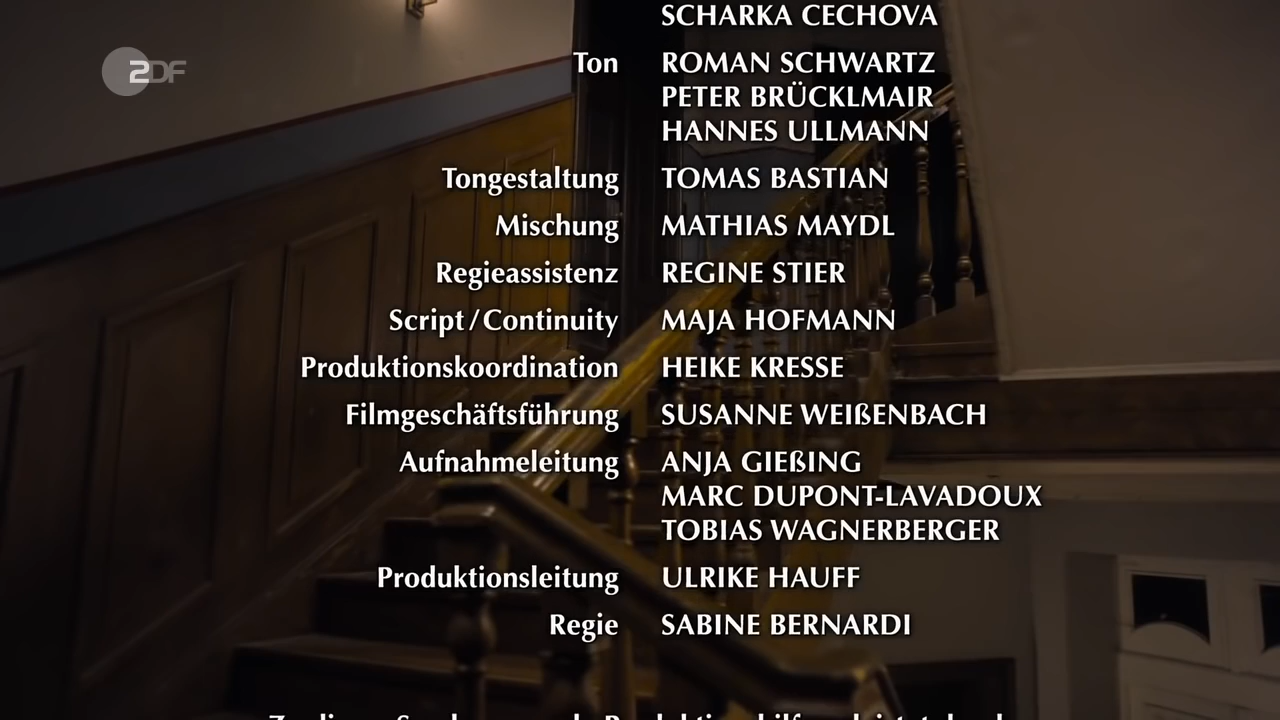 SCHARKA CECHOVA
ZDF
Ton ROMAN SCHWARTZ
PETER BRÜCKLMAIR
HANNES ULLMANN
Tongestaltung TOMAS BASTIAN
Mischung MATHIAS MAYDL
Regieassistenz REGINE STIER
Script / Continuity MAJA HOFMANN
Produktionskoordination HEIKE KRESSE
Filmgeschäftsführung SUSANNE WEIßENBACH
Aufnahmeleitung ANJA GIEßING
MARC DUPONT-LAVADOUX
TOBIAS WAGNERBERGER
Produktionsleitung ULRIKE HAUFF
Regie SABINE BERNARDI